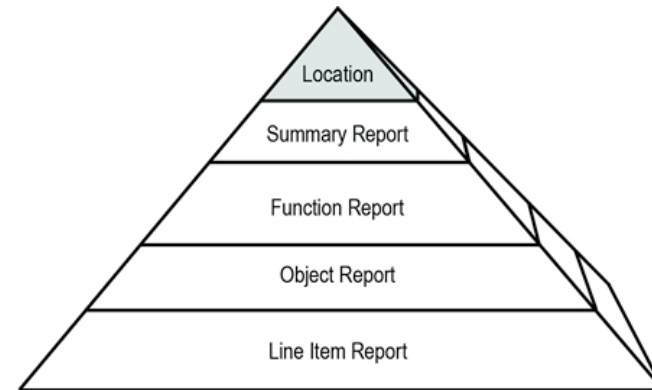 Location
Summary Report
Function Report
Object Report
Line Item Report